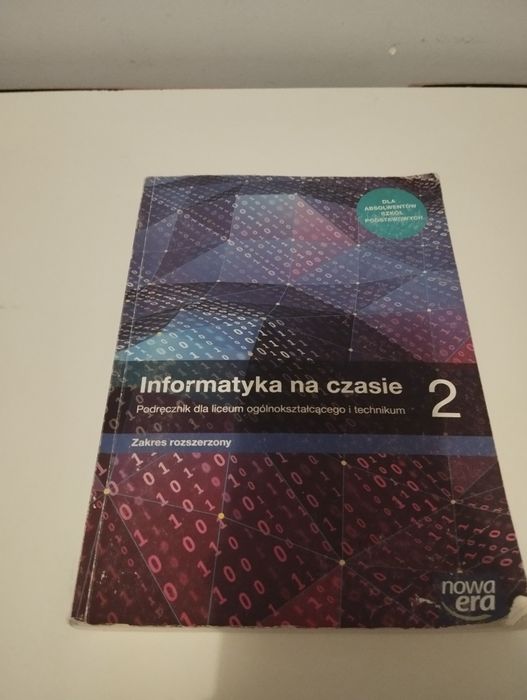 DLA
ABSOLWENTÓW
SZKÓŁ
PODSTAWOWYCH
Informatyka na czasie 2
Podręcznik dla liceum ogólnokształcącego i technikum
Zakres rozszerzony
nowa
era